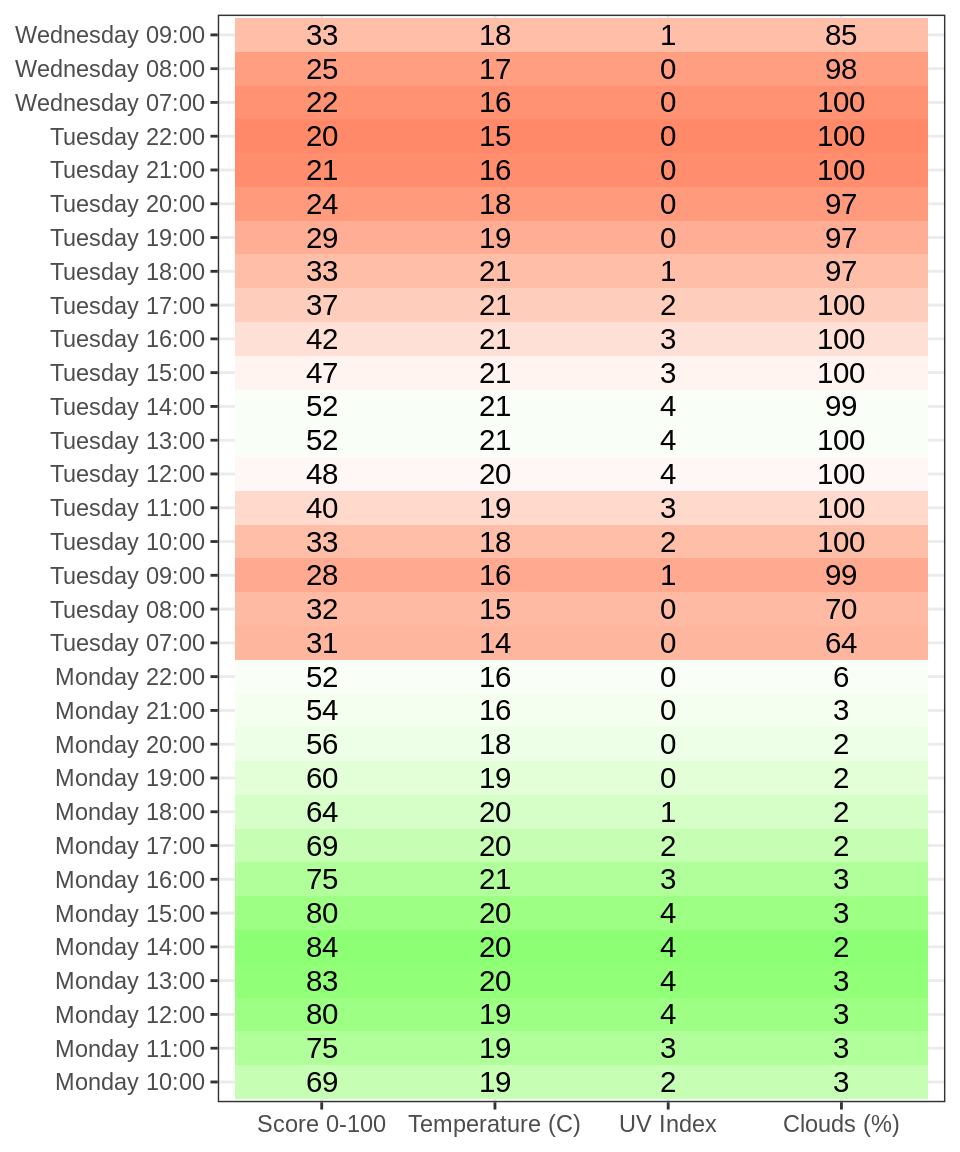 Wednesday 09:00 33 18 1 85
Wednesday 08:00 25 17 0 98
Wednesday 07:00 22 16 0 100
Tuesday 22:00 20 15 0 100
Tuesday 21:00 21 16 0 100
Tuesday 20:00 24 18 0 97
Tuesday 19:00 29 19 0 97
Tuesday 18:00 33 21 1 97
Tuesday 17:00 37 21 2 100
Tuesday 16:00 42 21 3 100
Tuesday 15:00 47 21 3 100
Tuesday 14:00 52 21 4 99
Tuesday 13:00 52 21 4 100
Tuesday 12:00 48 20 4 100
Tuesday 11:00 40 19 3 100
Tuesday 10:00 33 18 2 100
Tuesday 09:00 28 16 1 99
Tuesday 08:00 32 15 0 70
Tuesday 07:00 31 14 0 64
Monday 22:00 52 16 0 6
Monday 21:00 54 16 0 3
Monday 20:00 56 18 0 2
Monday 19:00 60 19 0 2
Monday 18:00 64 20 1 2
Monday 17:00 69 20 2 2
Monday 16:00 75 21 3 3
Monday 15:00 80 20 4 3
Monday 14:00 84 20 4 2
Monday 13:00 83 20 4 3
Monday 12:00 80 19 4 3
Monday 11:00 75 19 3 3
Monday 10:00 69 19 2 3
Score 0-100 Temperature (C) UV Index Clouds (%)